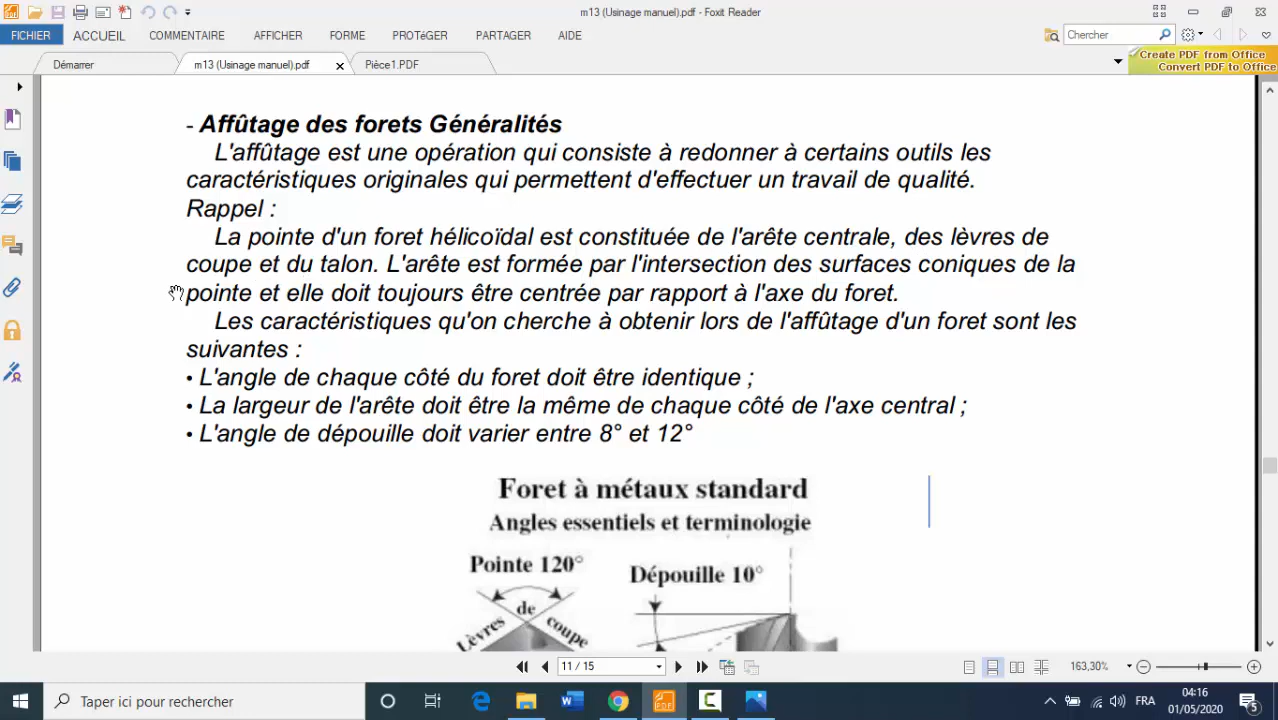 m13 (Usinage manuel).pdf - Foxit Reader
FICHIER ACCUEIL COMMENTAIRE AFFICHER FORME PROTéGER PARTAGER AIDE
Chercher
Démarrer m13 (Usinage manuel).pdf Pièce1.PDF
Create PDF from Office
Convert PDF to Office
- Affûtage des forets Généralités
L'affûtage est une opération qui consiste à redonner à certains outils les
caractéristiques originales qui permettent d'effectuer un travail de qualité.
Rappel :
La pointe d'un foret hélicoïdal est constituée de l'arête centrale, des lèvres de
coupe et du talon. L'arête est formée par l'intersection des surfaces coniques de la
pointe et elle doit toujours être centrée par rapport à l'axe du foret.
Les caractéristiques qu'on cherche à obtenir lors de l'affûtage d'un foret sont les
suivantes :
• L'angle de chaque côté du foret doit être identique ;
• La largeur de l'arête doit être la même de chaque côté de l'axe central ;
• L'angle de dépouille doit varier entre 8° et 12°
Foret à métaux standard
Angles essentiels et terminologie
Pointe 120°
Dépouille 10°
Lèvres de coupe
11 / 15
163,30%
Taper ici pour rechercher
FRA
04:16
01/05/2020
5